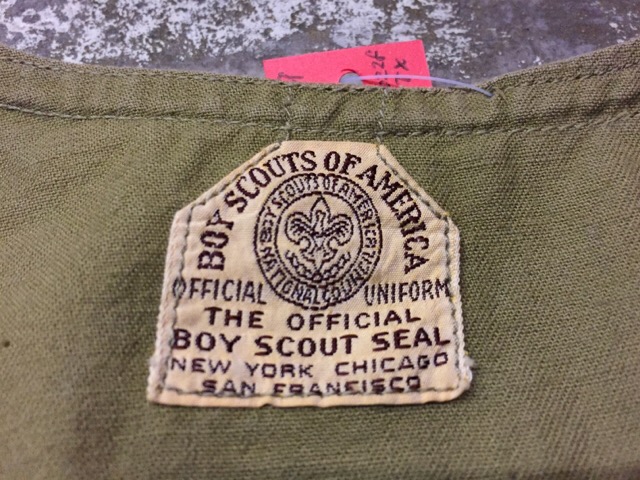 BOY SCOUTS OF AMERICA
BOY SCOUTS OF AMERICA
NATIONAL COUNCIL
OFFICIAL UNIFORM
THE OFFICIAL
BOY SCOUT SEAL
NEW YORK CHICAGO
SAN FRANCISCO